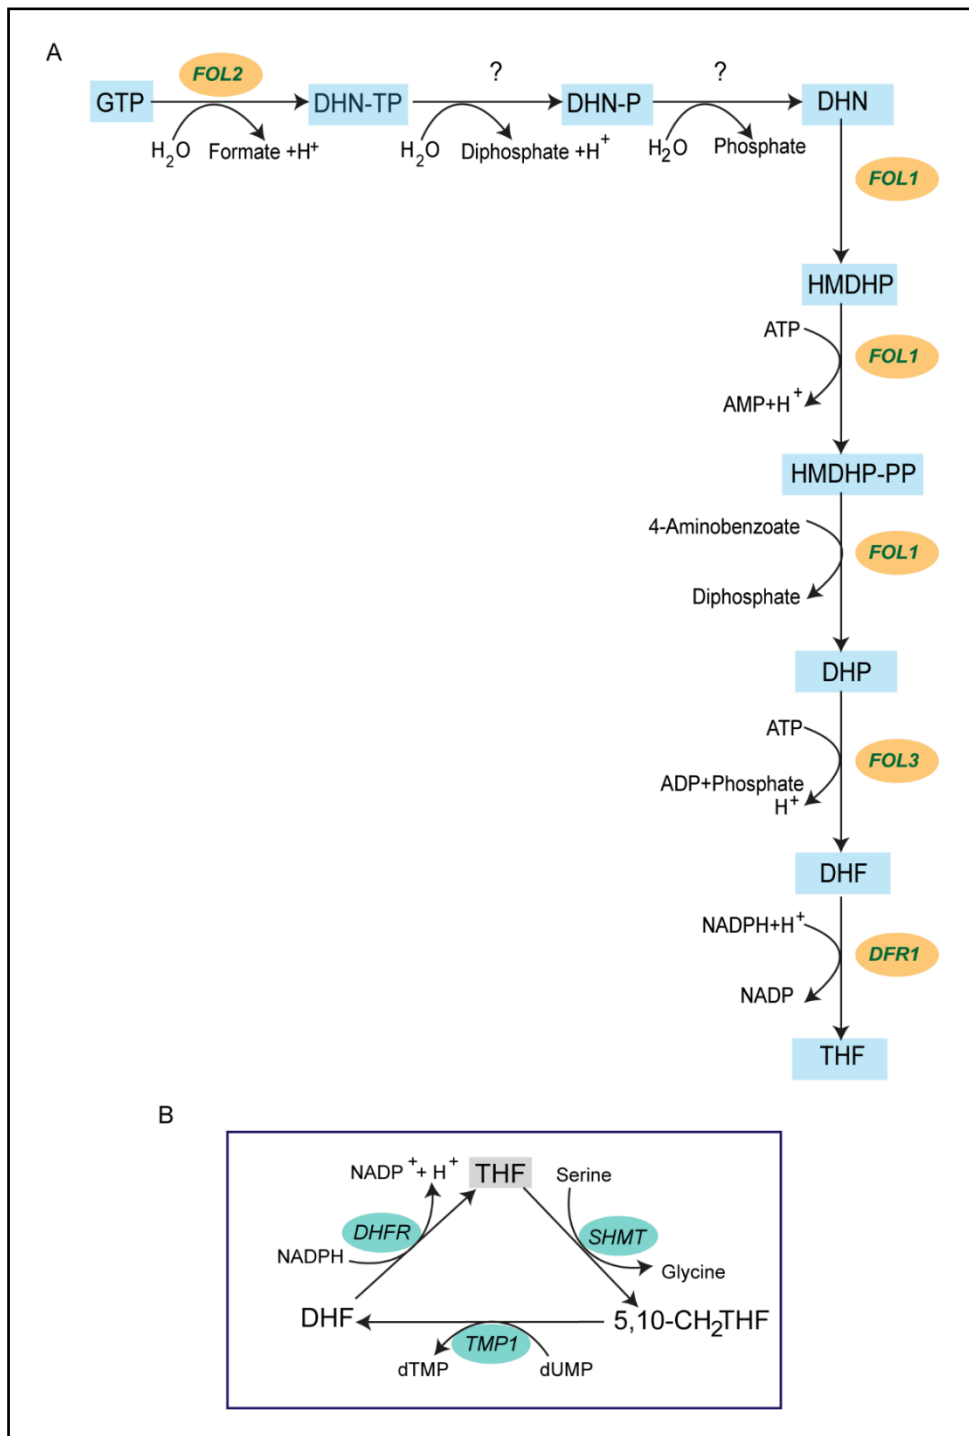 A
FOL2 ? ?
GTP DHN-TP DHN-P DHN
H2O Formate +H+ H2O Diphosphate +H+ H2O Phosphate
FOL1
HMDHP
ATP
FOL1
AMP+H+
HMDHP-PP
4-Aminobenzoate
FOL1
Diphosphate
DHP
ATP
FOL3
ADP+Phosphate
H+
DHF
NADPH+H+
DFR1
NADP
THF
B
NADP+ + H+ THF Serine
DHFR SHMT
NADPH Glycine
DHF 5,10-CH2THF
TMP1
dTMP dUMP